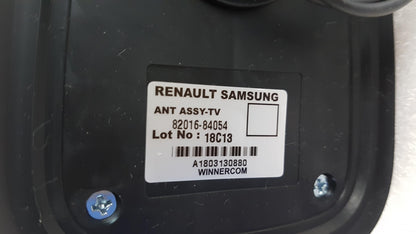 RENAULT SAMSUNG
ANT ASSY-TV
82016-84054
Lot No : 18C13
A1803130880
WINNERCOM